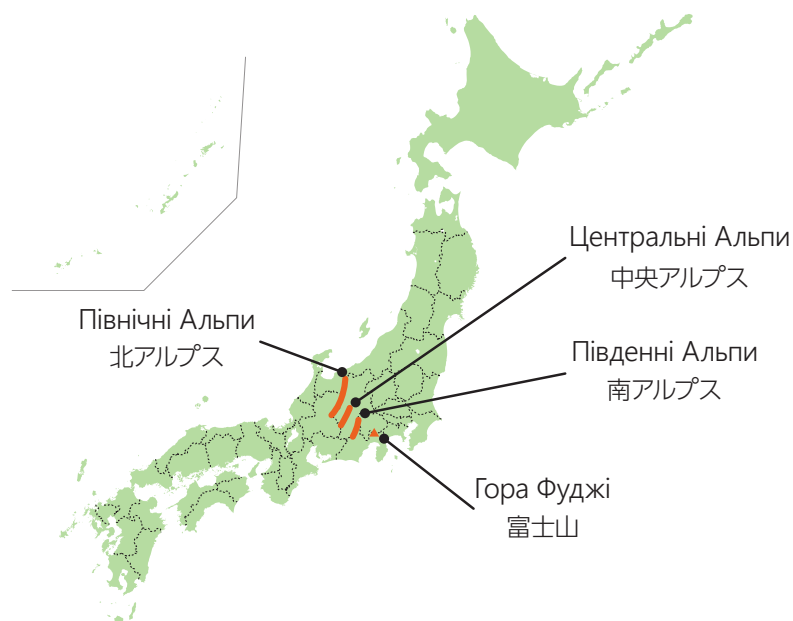 Центральні Альпи
中央アルプス
Північні Альпи
北アルプス
Південні Альпи
南アルプス
Гора Фуджі
富士山